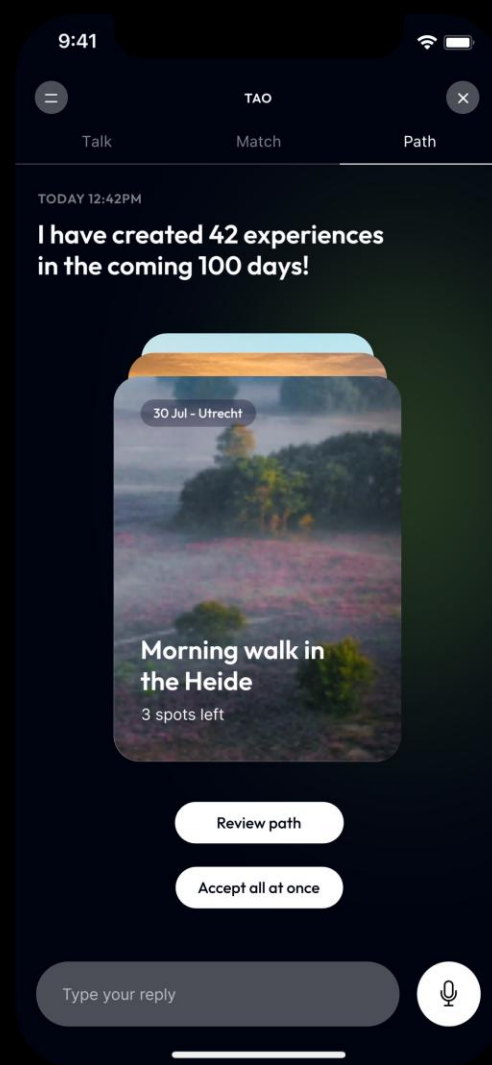 9:41
TAO
Talk
Match
Path
TODAY 12:42PM
I have created 42 experiences
in the coming 100 days!
30 Jul - Utrecht
Morning walk in
the Heide
3 spots left
Review path
Accept all at once
Type your reply